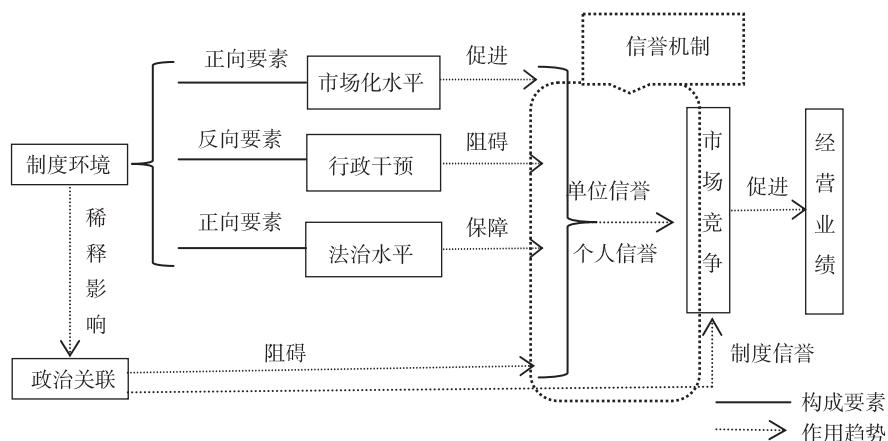 信誉机制
正向要素
促进
市场化水平
反向要素
阻碍
行政干预
制度环境
正向要素
保障
法治水平
稀释影响
单位信誉
个人信誉
市场竞争
促进
经营业绩
阻碍
政治关联
制度信誉
构成要素
作用趋势